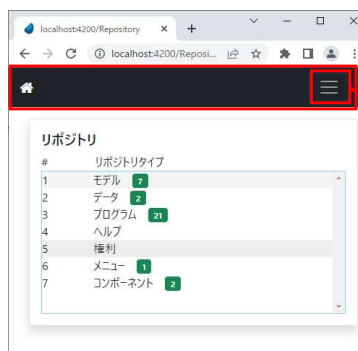 localhost:4200/Repository
localhost:4200/Reposi...
リポジトリ
# リポジトリタイプ
1 モデル 7
2 データ 2
3 プログラム 21
4 ヘルプ
5 権利
6 メニュー 1
7 コンポーネント 2